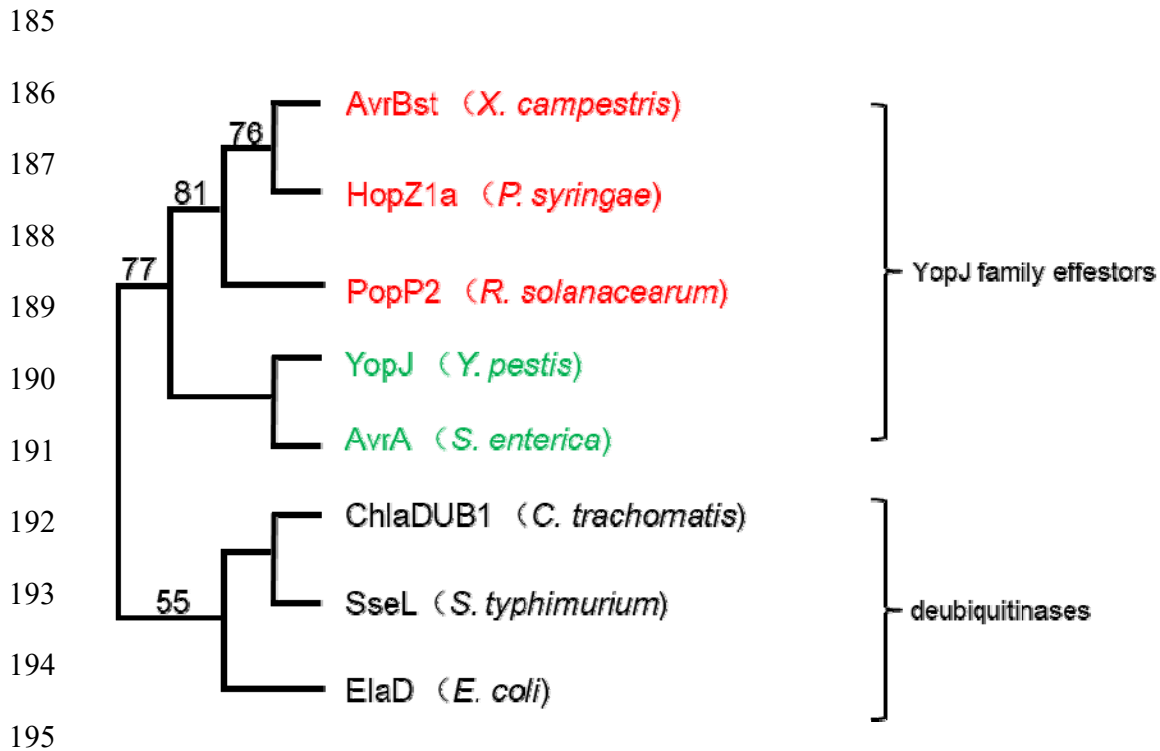 185
186
AvrBst （X. campestris)
76
187
HopZ1a （P. syringae)
81
188
77
YopJ family effestors
189
PopP2 （R. solanacearum)
190
YopJ （Y. pestis)
191
AvrA （S. enterica)
192
ChlaDUB1 （C. trachomatis)
193
55
SseL （S. typhimurium)
deubiquitinases
194
ElaD （E. coli)
195